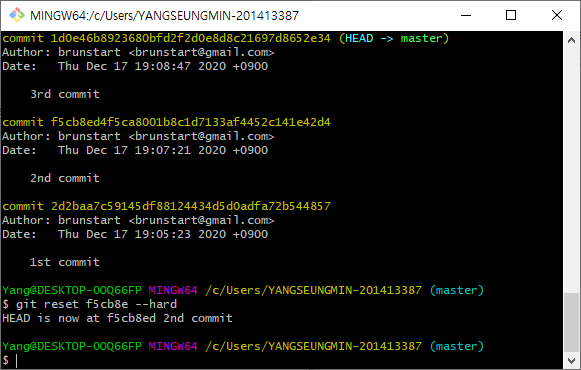 MINGW64:/c/Users/YANGSEUNGMIN-201413387
commit 1d0e46b8923680bfd2f2d0e8d8c21697d8652e34 (HEAD -> master)
Author: brunstart <brunstart@gmail.com>
Date:   Thu Dec 17 19:08:47 2020 +0900
    3rd commit
commit f5cb8ed4f5ca8001b8c1d7133af4452c141e42d4
Author: brunstart <brunstart@gmail.com>
Date:   Thu Dec 17 19:07:21 2020 +0900
    2nd commit
commit 2d2baa7c59145df88124434d5d0adfa72b544857
Author: brunstart <brunstart@gmail.com>
Date:   Thu Dec 17 19:05:23 2020 +0900
    1st commit
Yang@DESKTOP-OOQ66FP MINGW64 /c/Users/YANGSEUNGMIN-201413387 (master)
$ git reset f5cb8e --hard
HEAD is now at f5cb8ed 2nd commit
Yang@DESKTOP-OOQ66FP MINGW64 /c/Users/YANGSEUNGMIN-201413387 (master)
$